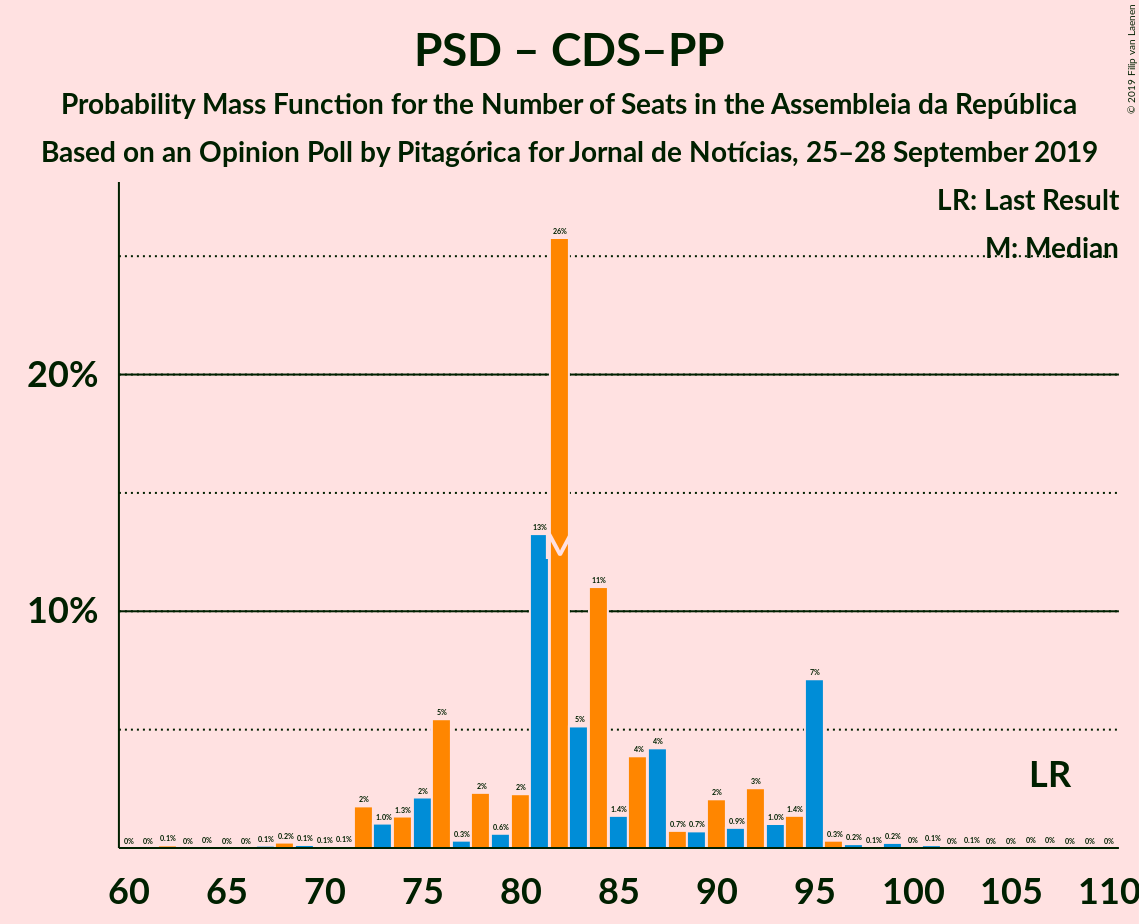 PSD – CDS–PP
Probability Mass Function for the Number of Seats in the Assembleia da República
Based on an Opinion Poll by Pitagórica for Jornal de Notícias, 25–28 September 2019
© 2019 Filip van Laenen
LR: Last Result
M: Median
20%
10%
0% 0% 0.1% 0% 0% 0% 0% 0.1% 0.2% 0.1% 0.1% 0.1% 2% 1.0% 1.3% 2% 5% 0.3% 2% 0.6% 2% 13% 26% 5% 11% 1.4% 4% 4% 0.7% 0.7% 2% 0.9% 3% 1.0% 1.4% 7% 0.3% 0.2% 0.1% 0.2% 0% 0.1% 0% 0.1% 0% 0% 0% 0% 0% 0% 0%
M
LR
60 65 70 75 80 85 90 95 100 105 110